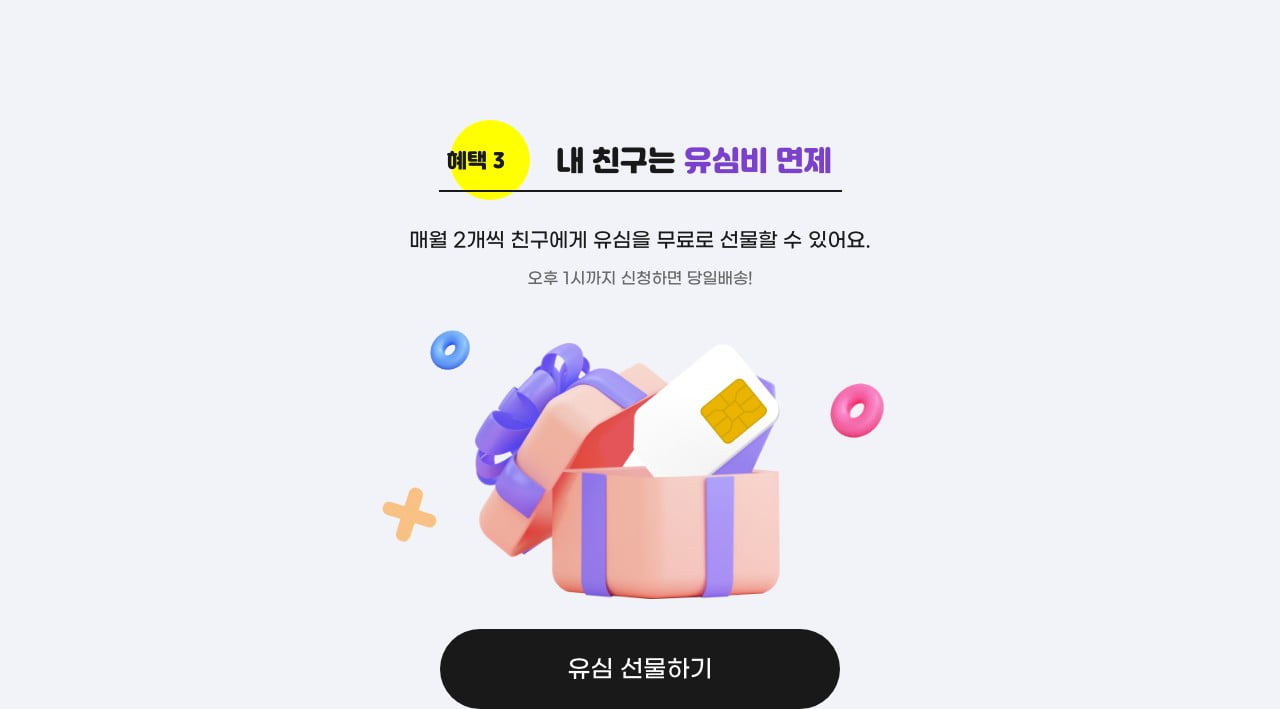 혜택 3 내 친구는 유심비 면제
매월 2개씩 친구에게 유심을 무료로 선물할 수 있어요.
오후 1시까지 신청하면 당일배송!
유심 선물하기